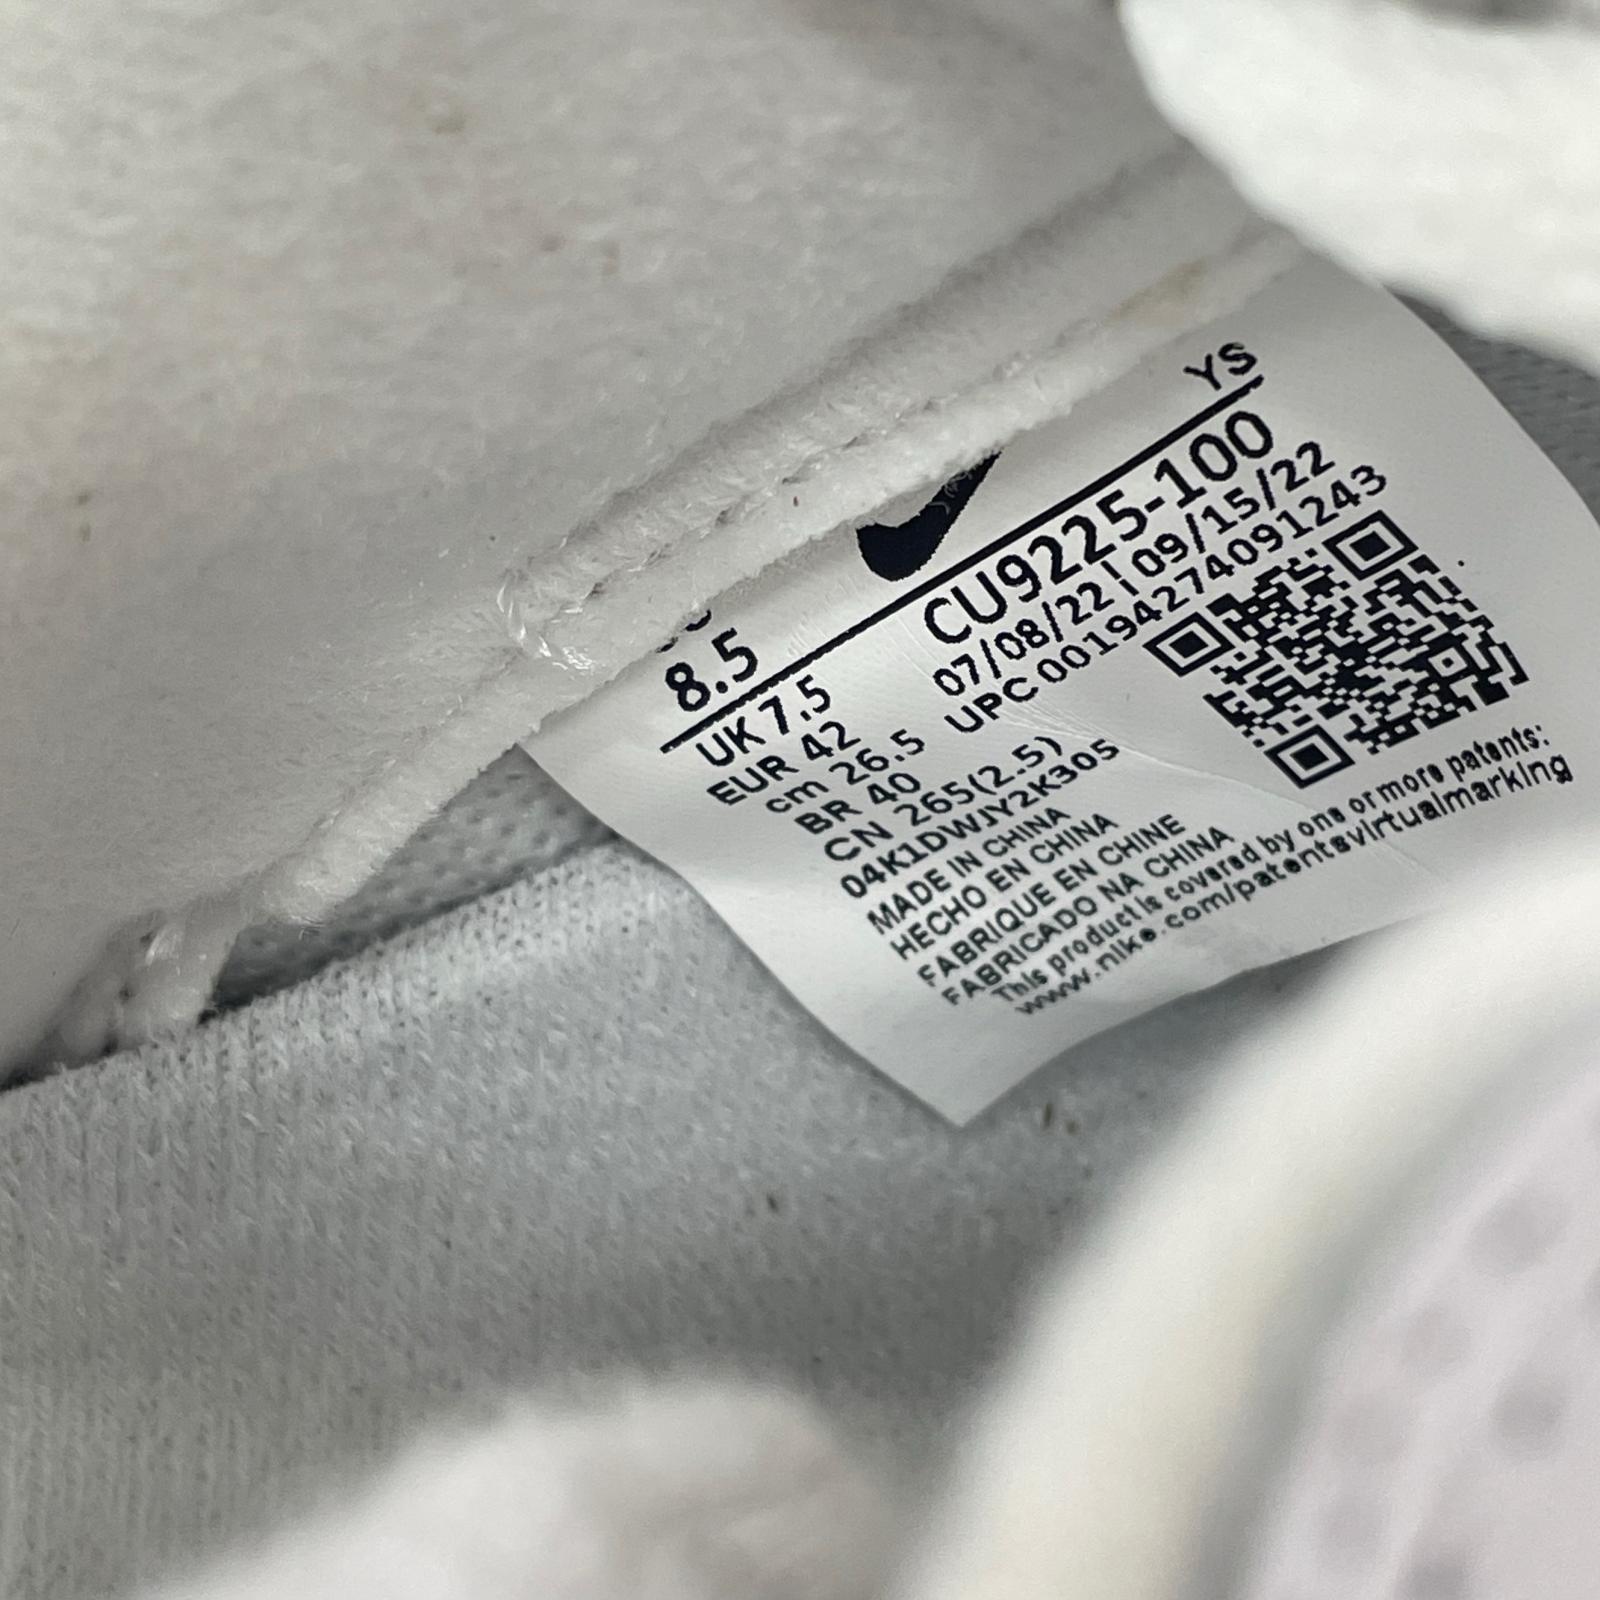 YS
8.5
CU9225-100
UK 7.5
07/08/22 | 09/15/22
EUR 42
UPC 00194274091243
cm 26.5
BR 40
CN 265(2.5)
04K1DWJY2K305
MADE IN CHINA
HECHO EN CHINA
FABRIQUE EN CHINE
FABRICADO NA CHINA
This product is covered by one or more patents:
www.nike.com/patentsvirtualmarking